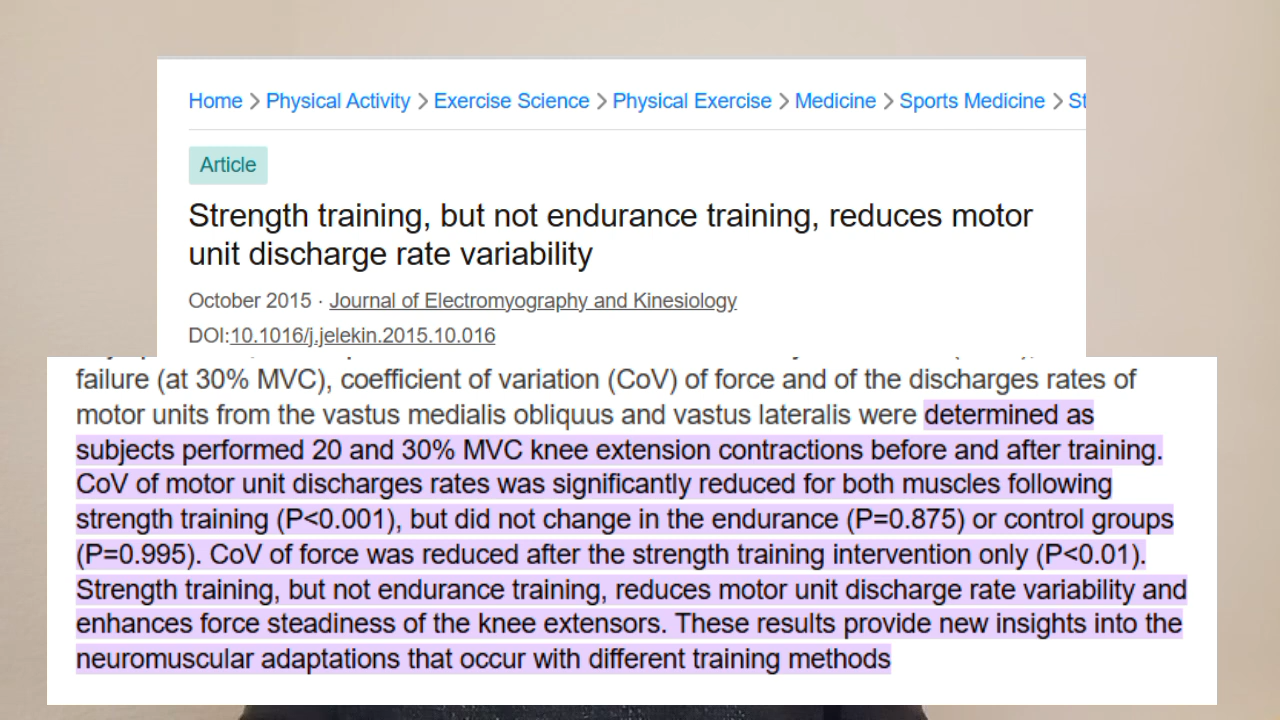 Home > Physical Activity > Exercise Science > Physical Exercise > Medicine > Sports Medicine > St
Article
Strength training, but not endurance training, reduces motor
unit discharge rate variability
October 2015 · Journal of Electromyography and Kinesiology
DOI:10.1016/j.jelekin.2015.10.016
failure (at 30% MVC), coefficient of variation (CoV) of force and of the discharges rates of
motor units from the vastus medialis obliquus and vastus lateralis were determined as
subjects performed 20 and 30% MVC knee extension contractions before and after training.
CoV of motor unit discharges rates was significantly reduced for both muscles following
strength training (P<0.001), but did not change in the endurance (P=0.875) or control groups
(P=0.995). CoV of force was reduced after the strength training intervention only (P<0.01).
Strength training, but not endurance training, reduces motor unit discharge rate variability and
enhances force steadiness of the knee extensors. These results provide new insights into the
neuromuscular adaptations that occur with different training methods